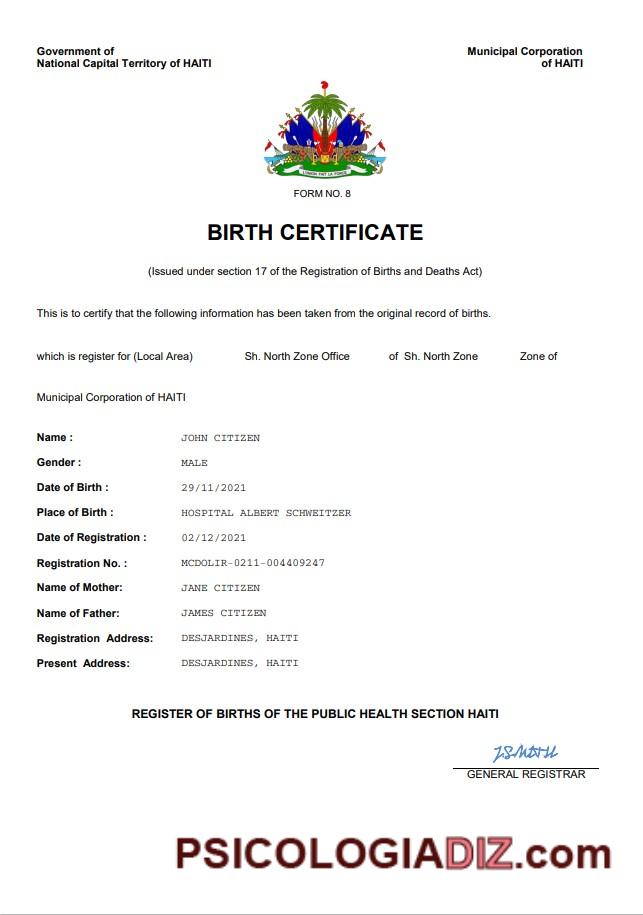 Government of
National Capital Territory of HAITI
Municipal Corporation
of HAITI
L'UNION FAIT LA FORCE
FORM NO. 8
BIRTH CERTIFICATE
(Issued under section 17 of the Registration of Births and Deaths Act)
This is to certify that the following information has been taken from the original record of births.
which is register for (Local Area) Sh. North Zone Office of Sh. North Zone Zone of
Municipal Corporation of HAITI
Name : JOHN CITIZEN
Gender : MALE
Date of Birth : 29/11/2021
Place of Birth : HOSPITAL ALBERT SCHWEITZER
Date of Registration : 02/12/2021
Registration No. : MCDOLIR-0211-004409247
Name of Mother: JANE CITIZEN
Name of Father: JAMES CITIZEN
Registration Address: DESJARDINES, HAITI
Present Address: DESJARDINES, HAITI
REGISTER OF BIRTHS OF THE PUBLIC HEALTH SECTION HAITI
GENERAL REGISTRAR
PSICOLOGIADIZ.com